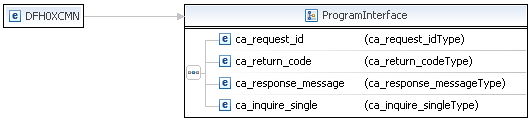 DFH0XCMN
ProgramInterface
ca_request_id (ca_request_idType)
ca_return_code (ca_return_codeType)
ca_response_message (ca_response_messageType)
ca_inquire_single (ca_inquire_singleType)